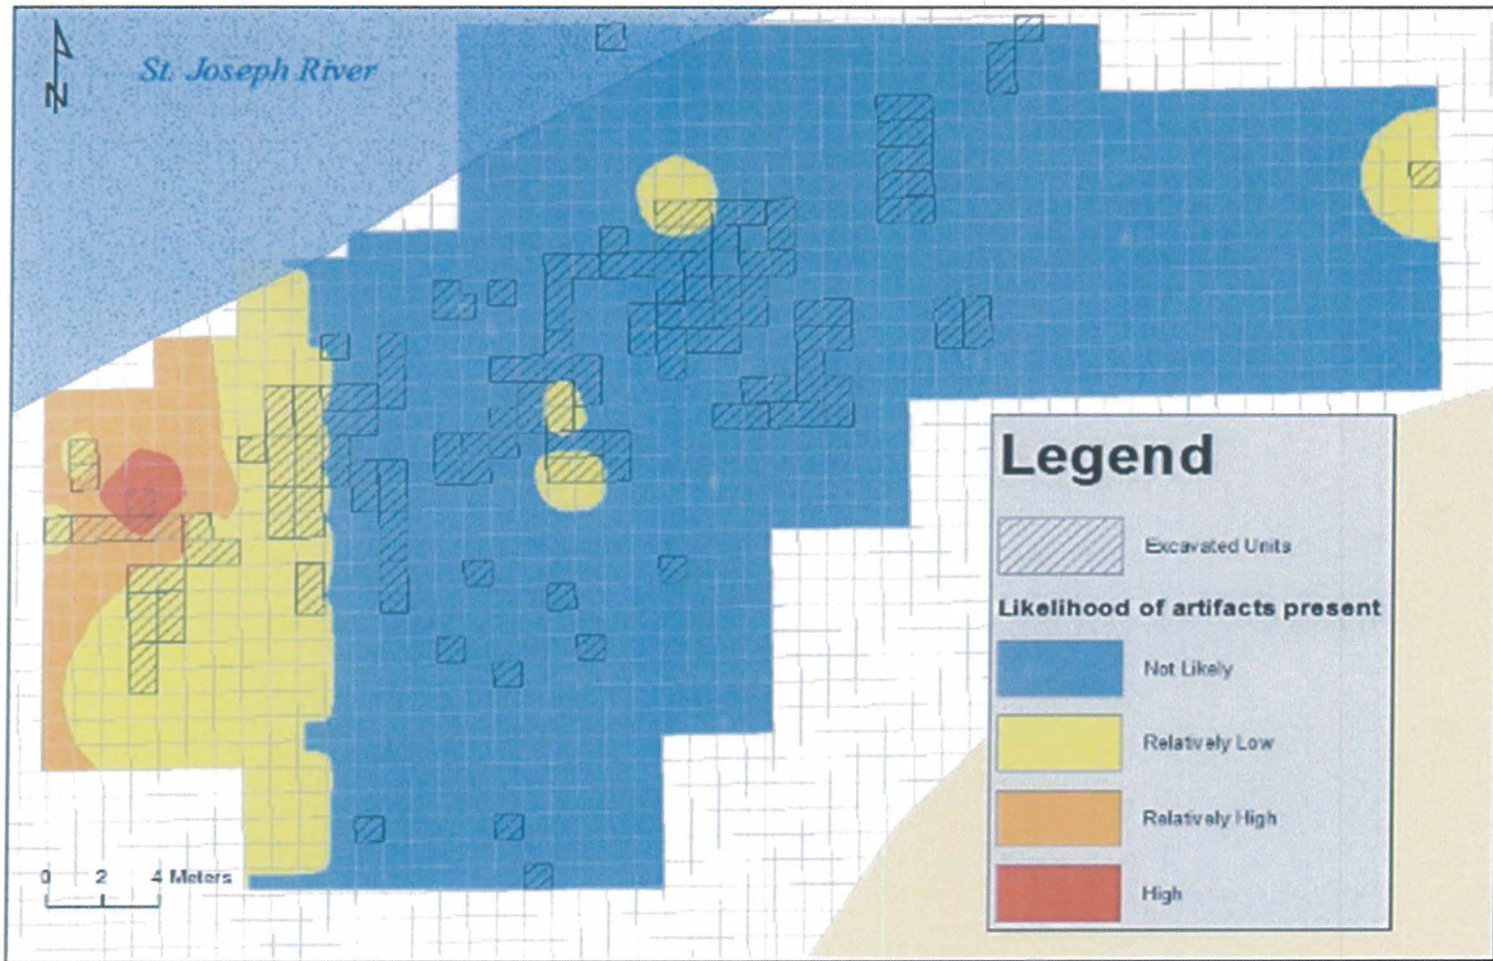 N
St. Joseph River
Legend
Excavated Units
Likelihood of artifacts present
Not Likely
Relatively Low
Relatively High
High
0 2 4 Meters